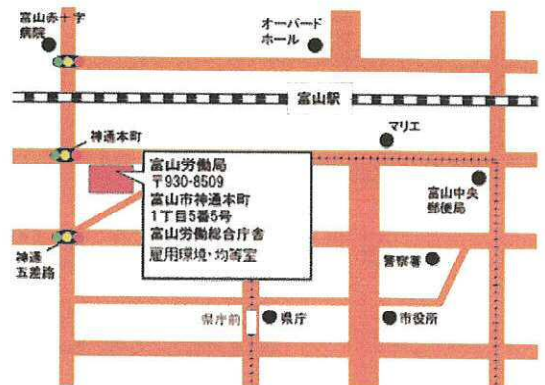 富山赤十字
病院
オーバード
ホール
富山駅
神通本町
マリエ
富山労働局
〒930-8509
富山市神通本町
1丁目5番5号
富山労働総合庁舎
雇用環境・均等室
富山中央
郵便局
神通
五差路
警察署
県庁前
県庁
市役所